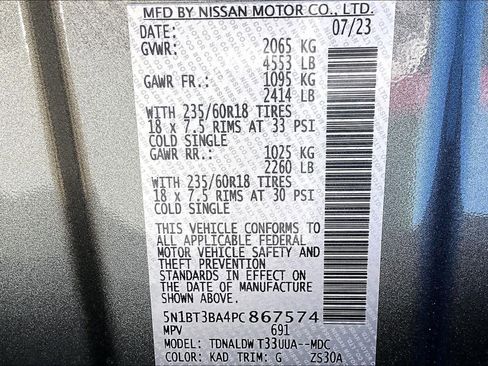 MFD BY NISSAN MOTOR CO., LTD.
DATE: 07/23
GVWR: 2065 KG
4553 LB
GAWR FR.: 1095 KG
2414 LB
WITH 235/60R18 TIRES
18 x 7.5 RIMS AT 33 PSI
COLD SINGLE
GAWR RR.: 1025 KG
2260 LB
WITH 235/60R18 TIRES
18 x 7.5 RIMS AT 30 PSI
COLD SINGLE
THIS VEHICLE CONFORMS TO
ALL APPLICABLE FEDERAL
MOTOR VEHICLE SAFETY AND
THEFT PREVENTION
STANDARDS IN EFFECT ON
THE DATE OF MANUFACTURE
SHOWN ABOVE.
5N1BT3BA4PC867574
MPV 691
MODEL: TDNALDWT33UUA--MDC
COLOR: KAD TRIM: G ZS30A